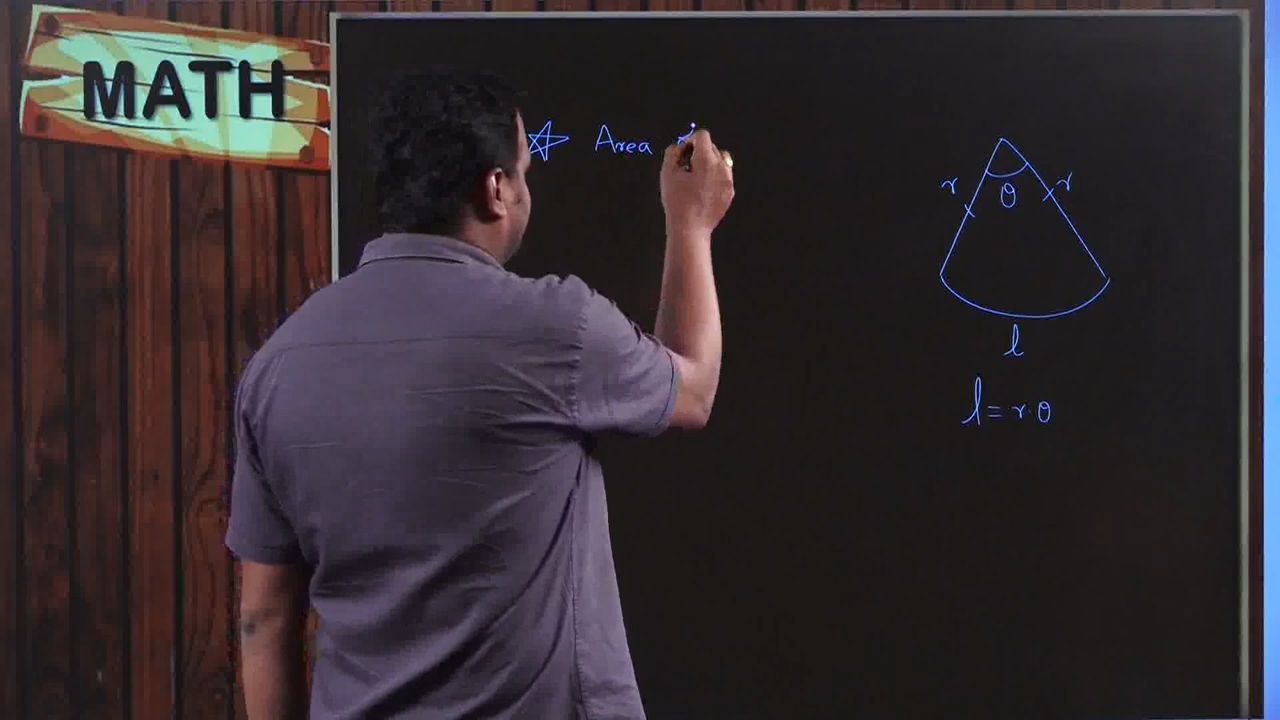 MATH
☆ Area
r
θ
r
l
l = r·θ